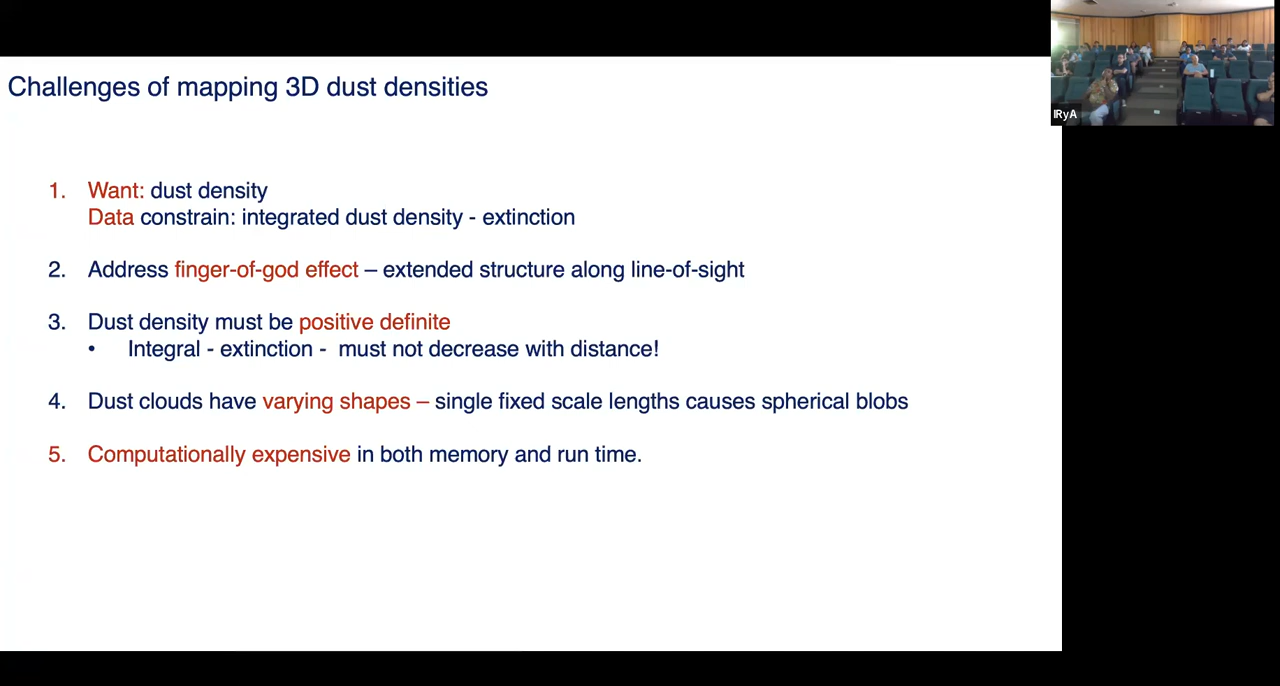 Challenges of mapping 3D dust densities
IRyA
1. Want: dust density
Data constrain: integrated dust density - extinction
2. Address finger-of-god effect – extended structure along line-of-sight
3. Dust density must be positive definite
• Integral - extinction - must not decrease with distance!
4. Dust clouds have varying shapes – single fixed scale lengths causes spherical blobs
5. Computationally expensive in both memory and run time.